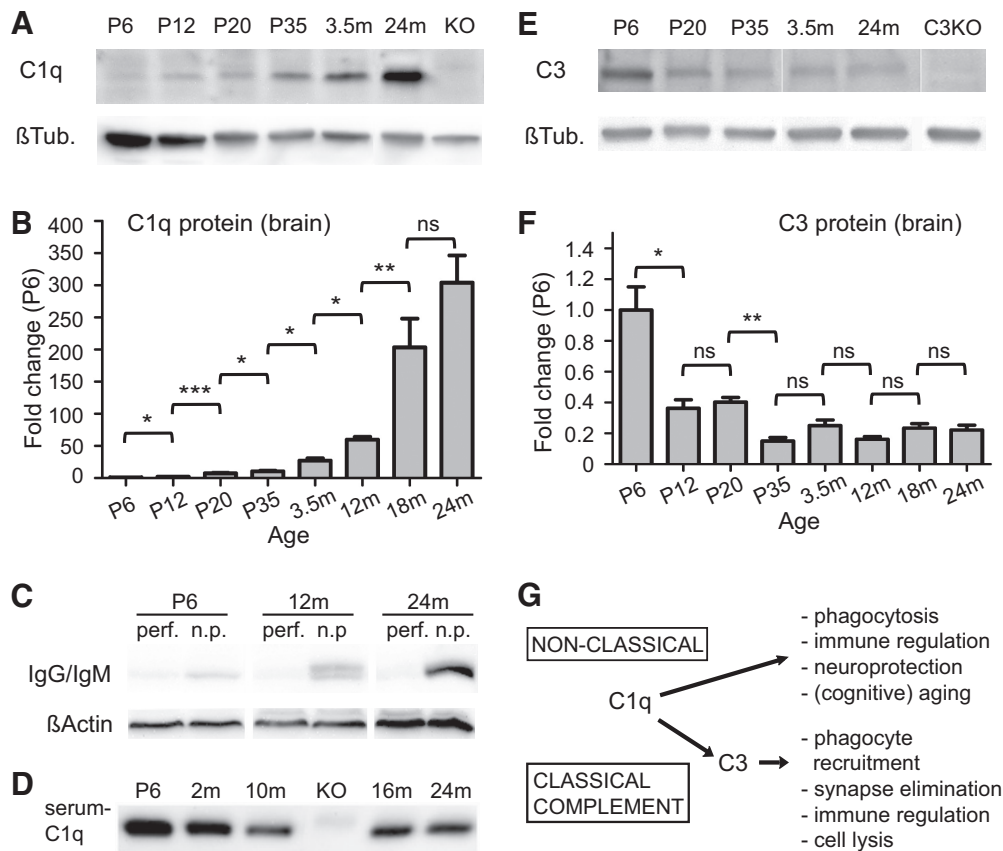 A
P6 P12 P20 P35 3.5m 24m KO
C1q
ßTub.
B
C1q protein (brain)
Fold change (P6)
400
350
300
250
200
150
100
50
0
* *** * * * ** ns
P6 P12 P20 P35 3.5m 12m 18m 24m
Age
C
P6 12m 24m
perf. n.p. perf. n.p perf. n.p.
IgG/IgM
ßActin
D
P6 2m 10m KO 16m 24m
serum-
C1q
E
P6 P20 P35 3.5m 24m C3KO
C3
ßTub.
F
C3 protein (brain)
Fold change (P6)
1.4
1.2
1.0
0.8
0.6
0.4
0.2
0
* ns ** ns ns ns ns
P6 P12 P20 P35 3.5m 12m 18m 24m
Age
G
NON-CLASSICAL
C1q
- phagocytosis
- immune regulation
- neuroprotection
- (cognitive) aging
C3
CLASSICAL
COMPLEMENT
- phagocyte
recruitment
- synapse elimination
- immune regulation
- cell lysis